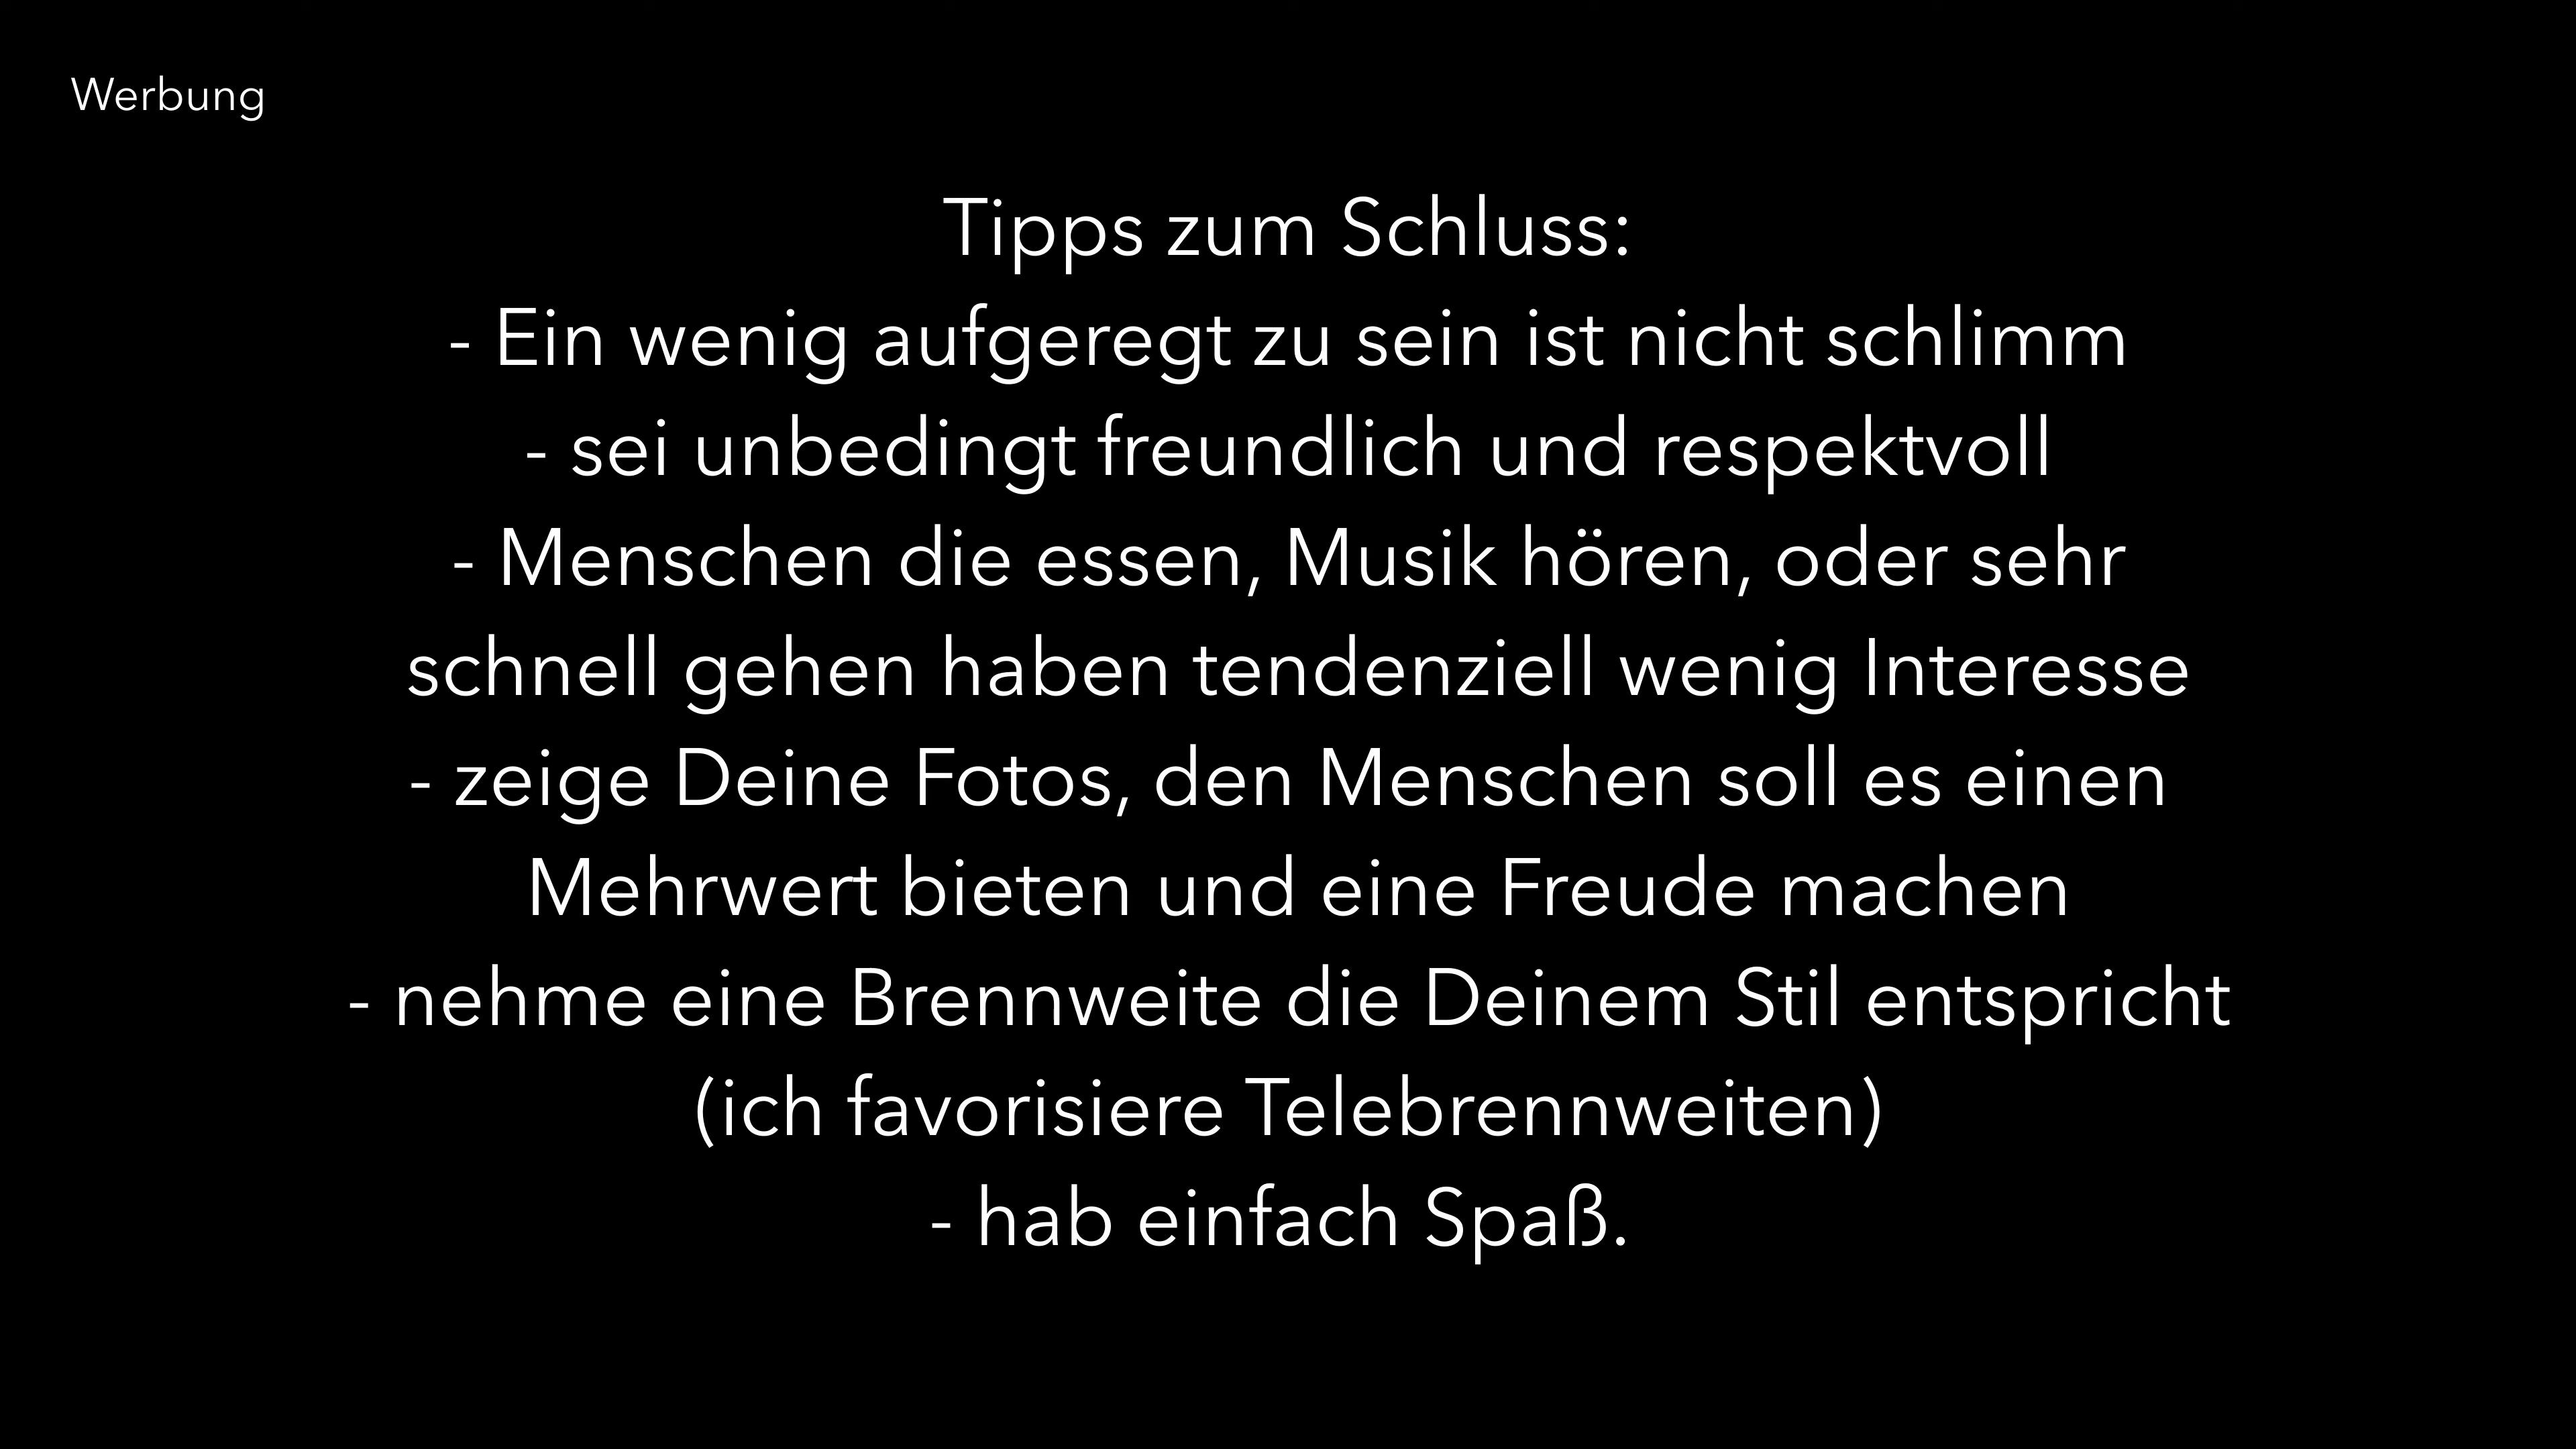 Werbung
Tipps zum Schluss:
- Ein wenig aufgeregt zu sein ist nicht schlimm
- sei unbedingt freundlich und respektvoll
- Menschen die essen, Musik hören, oder sehr
schnell gehen haben tendenziell wenig Interesse
- zeige Deine Fotos, den Menschen soll es einen
Mehrwert bieten und eine Freude machen
- nehme eine Brennweite die Deinem Stil entspricht
(ich favorisiere Telebrennweiten)
- hab einfach Spaß.